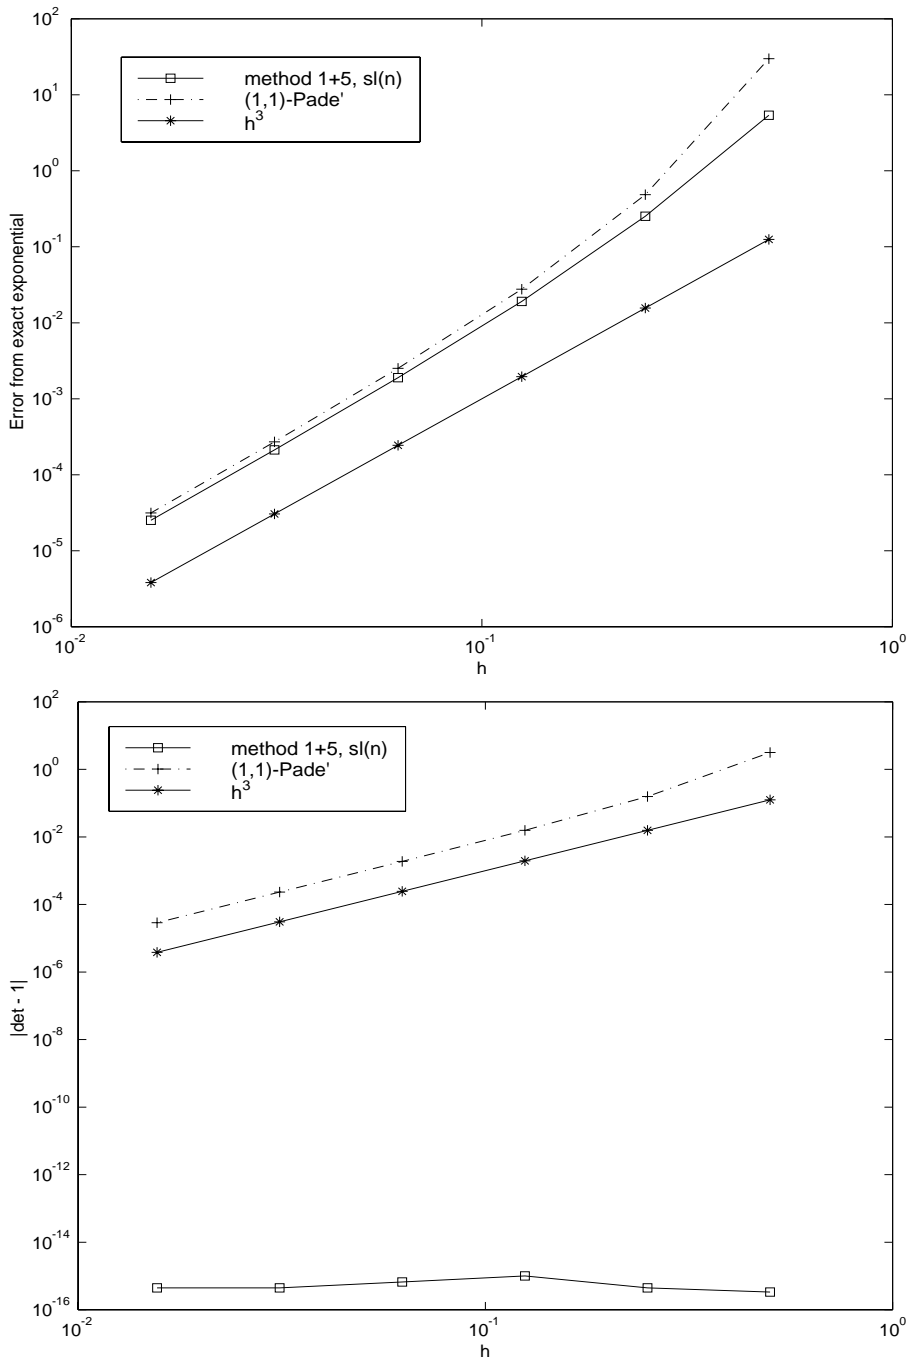 10^2
10^1
10^0
10^-1
10^-2
10^-3
10^-4
10^-5
10^-6
Error from exact exponential
method 1+5, sl(n)
(1,1)-Pade'
h^3
10^-2
10^-1
10^0
h
10^2
10^0
10^-2
10^-4
10^-6
10^-8
10^-10
10^-12
10^-14
10^-16
|det - 1|
method 1+5, sl(n)
(1,1)-Pade'
h^3
10^-2
10^-1
10^0
h